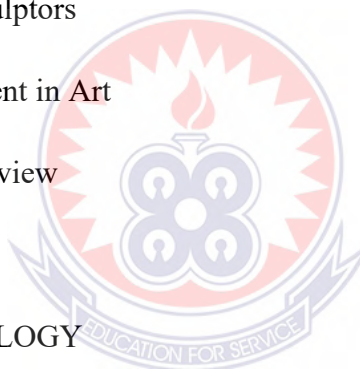 ulptors
ent in Art
view
LOGY
EDUCATION FOR SERVICE